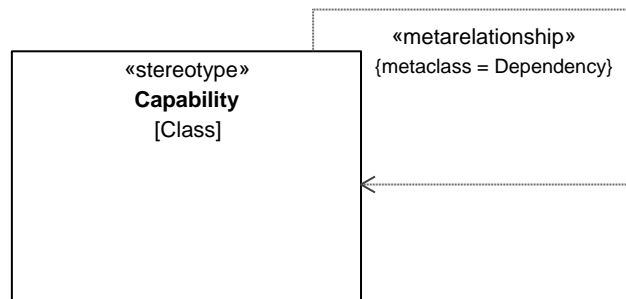 «metarelationship»
{metaclass = Dependency}
«stereotype»
Capability
[Class]